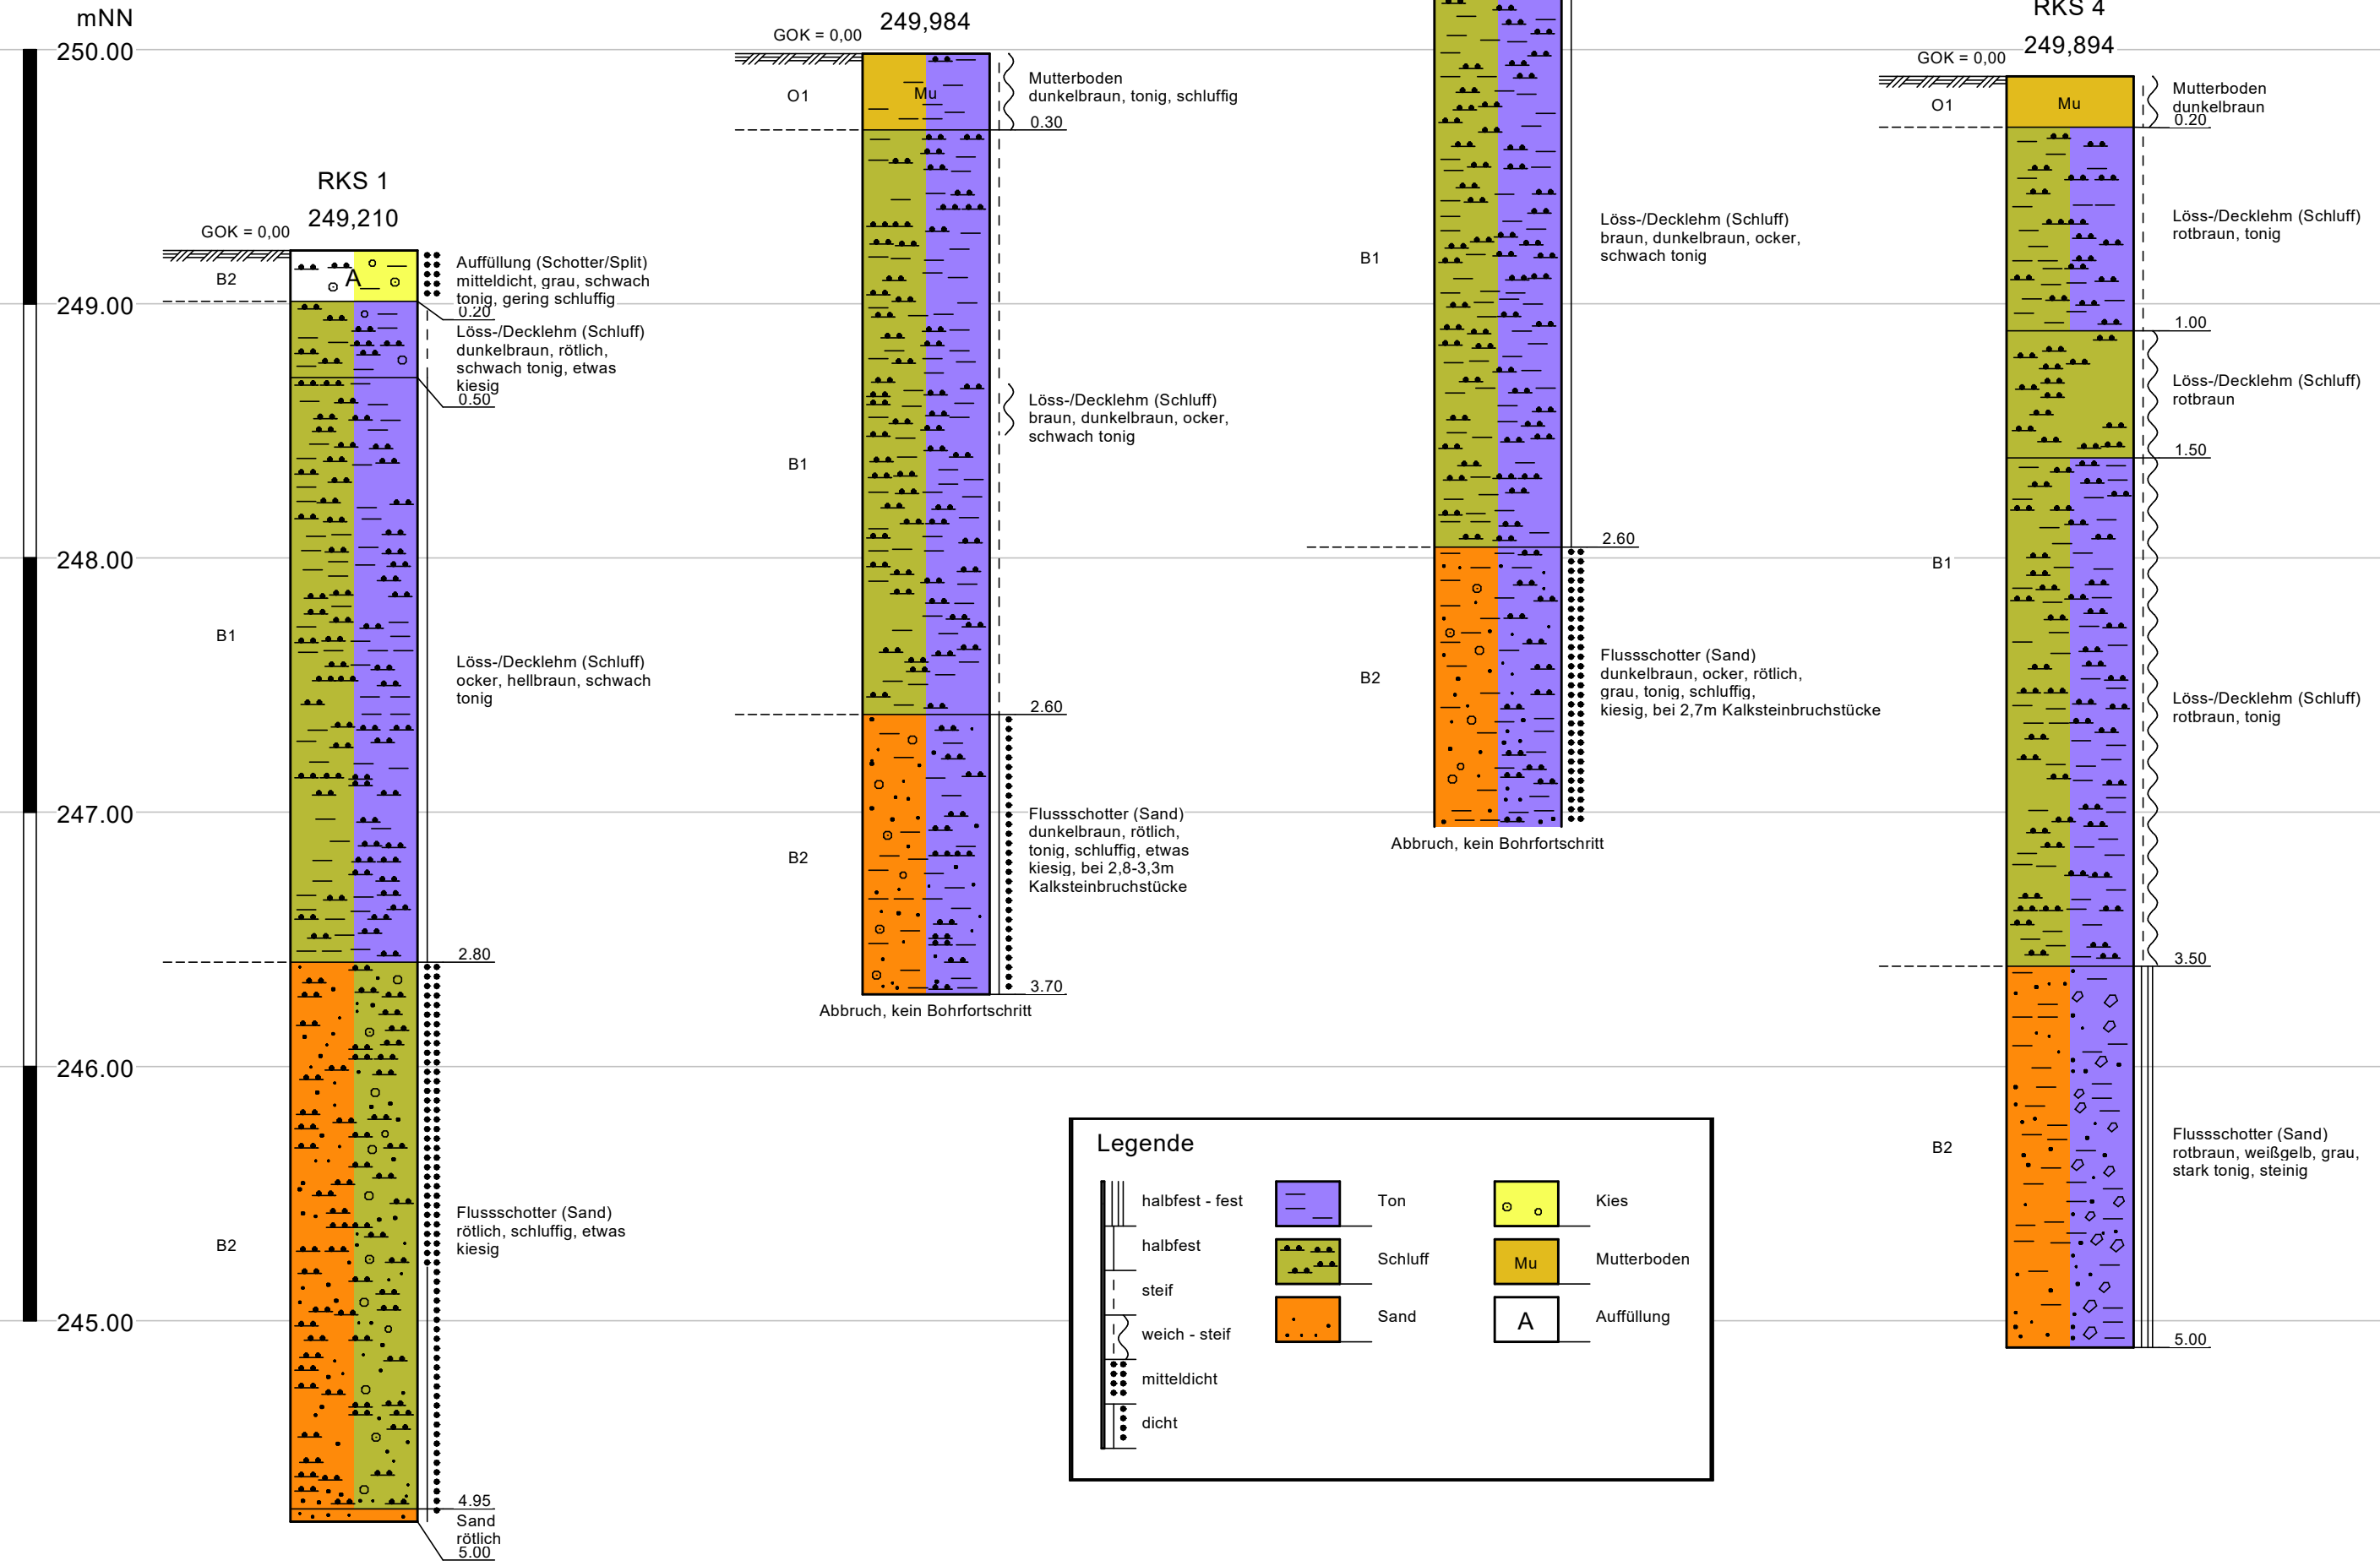 mNN
250.00
249.00
248.00
247.00
246.00
245.00
RKS 1
249,210
GOK = 0,00
B2
A
Auffüllung (Schotter/Split)
mitteldicht, grau, schwach
tonig, gering schluffig
0.20
Löss-/Decklehm (Schluff)
dunkelbraun, rötlich,
schwach tonig, etwas
kiesig
0.50
B1
Löss-/Decklehm (Schluff)
ocker, hellbraun, schwach
tonig
2.80
B2
Flussschotter (Sand)
rötlich, schluffig, etwas
kiesig
4.95
Sand
rötlich
5.00
249,984
GOK = 0,00
O1
Mu
Mutterboden
dunkelbraun, tonig, schluffig
0.30
B1
Löss-/Decklehm (Schluff)
braun, dunkelbraun, ocker,
schwach tonig
2.60
B2
Flussschotter (Sand)
dunkelbraun, rötlich,
tonig, schluffig, etwas
kiesig, bei 2,8-3,3m
Kalksteinbruchstücke
3.70
Abbruch, kein Bohrfortschritt
B1
Löss-/Decklehm (Schluff)
braun, dunkelbraun, ocker,
schwach tonig
2.60
B2
Flussschotter (Sand)
dunkelbraun, ocker, rötlich,
grau, tonig, schluffig,
kiesig, bei 2,7m Kalksteinbruchstücke
Abbruch, kein Bohrfortschritt
RKS 4
249,894
GOK = 0,00
O1
Mu
Mutterboden
dunkelbraun
0.20
Löss-/Decklehm (Schluff)
rotbraun, tonig
1.00
Löss-/Decklehm (Schluff)
rotbraun
1.50
B1
Löss-/Decklehm (Schluff)
rotbraun, tonig
3.50
B2
Flussschotter (Sand)
rotbraun, weißgelb, grau,
stark tonig, steinig
5.00
Legende
halbfest - fest
halbfest
steif
weich - steif
mitteldicht
dicht
Ton
Schluff
Sand
Kies
Mu
Mutterboden
A
Auffüllung